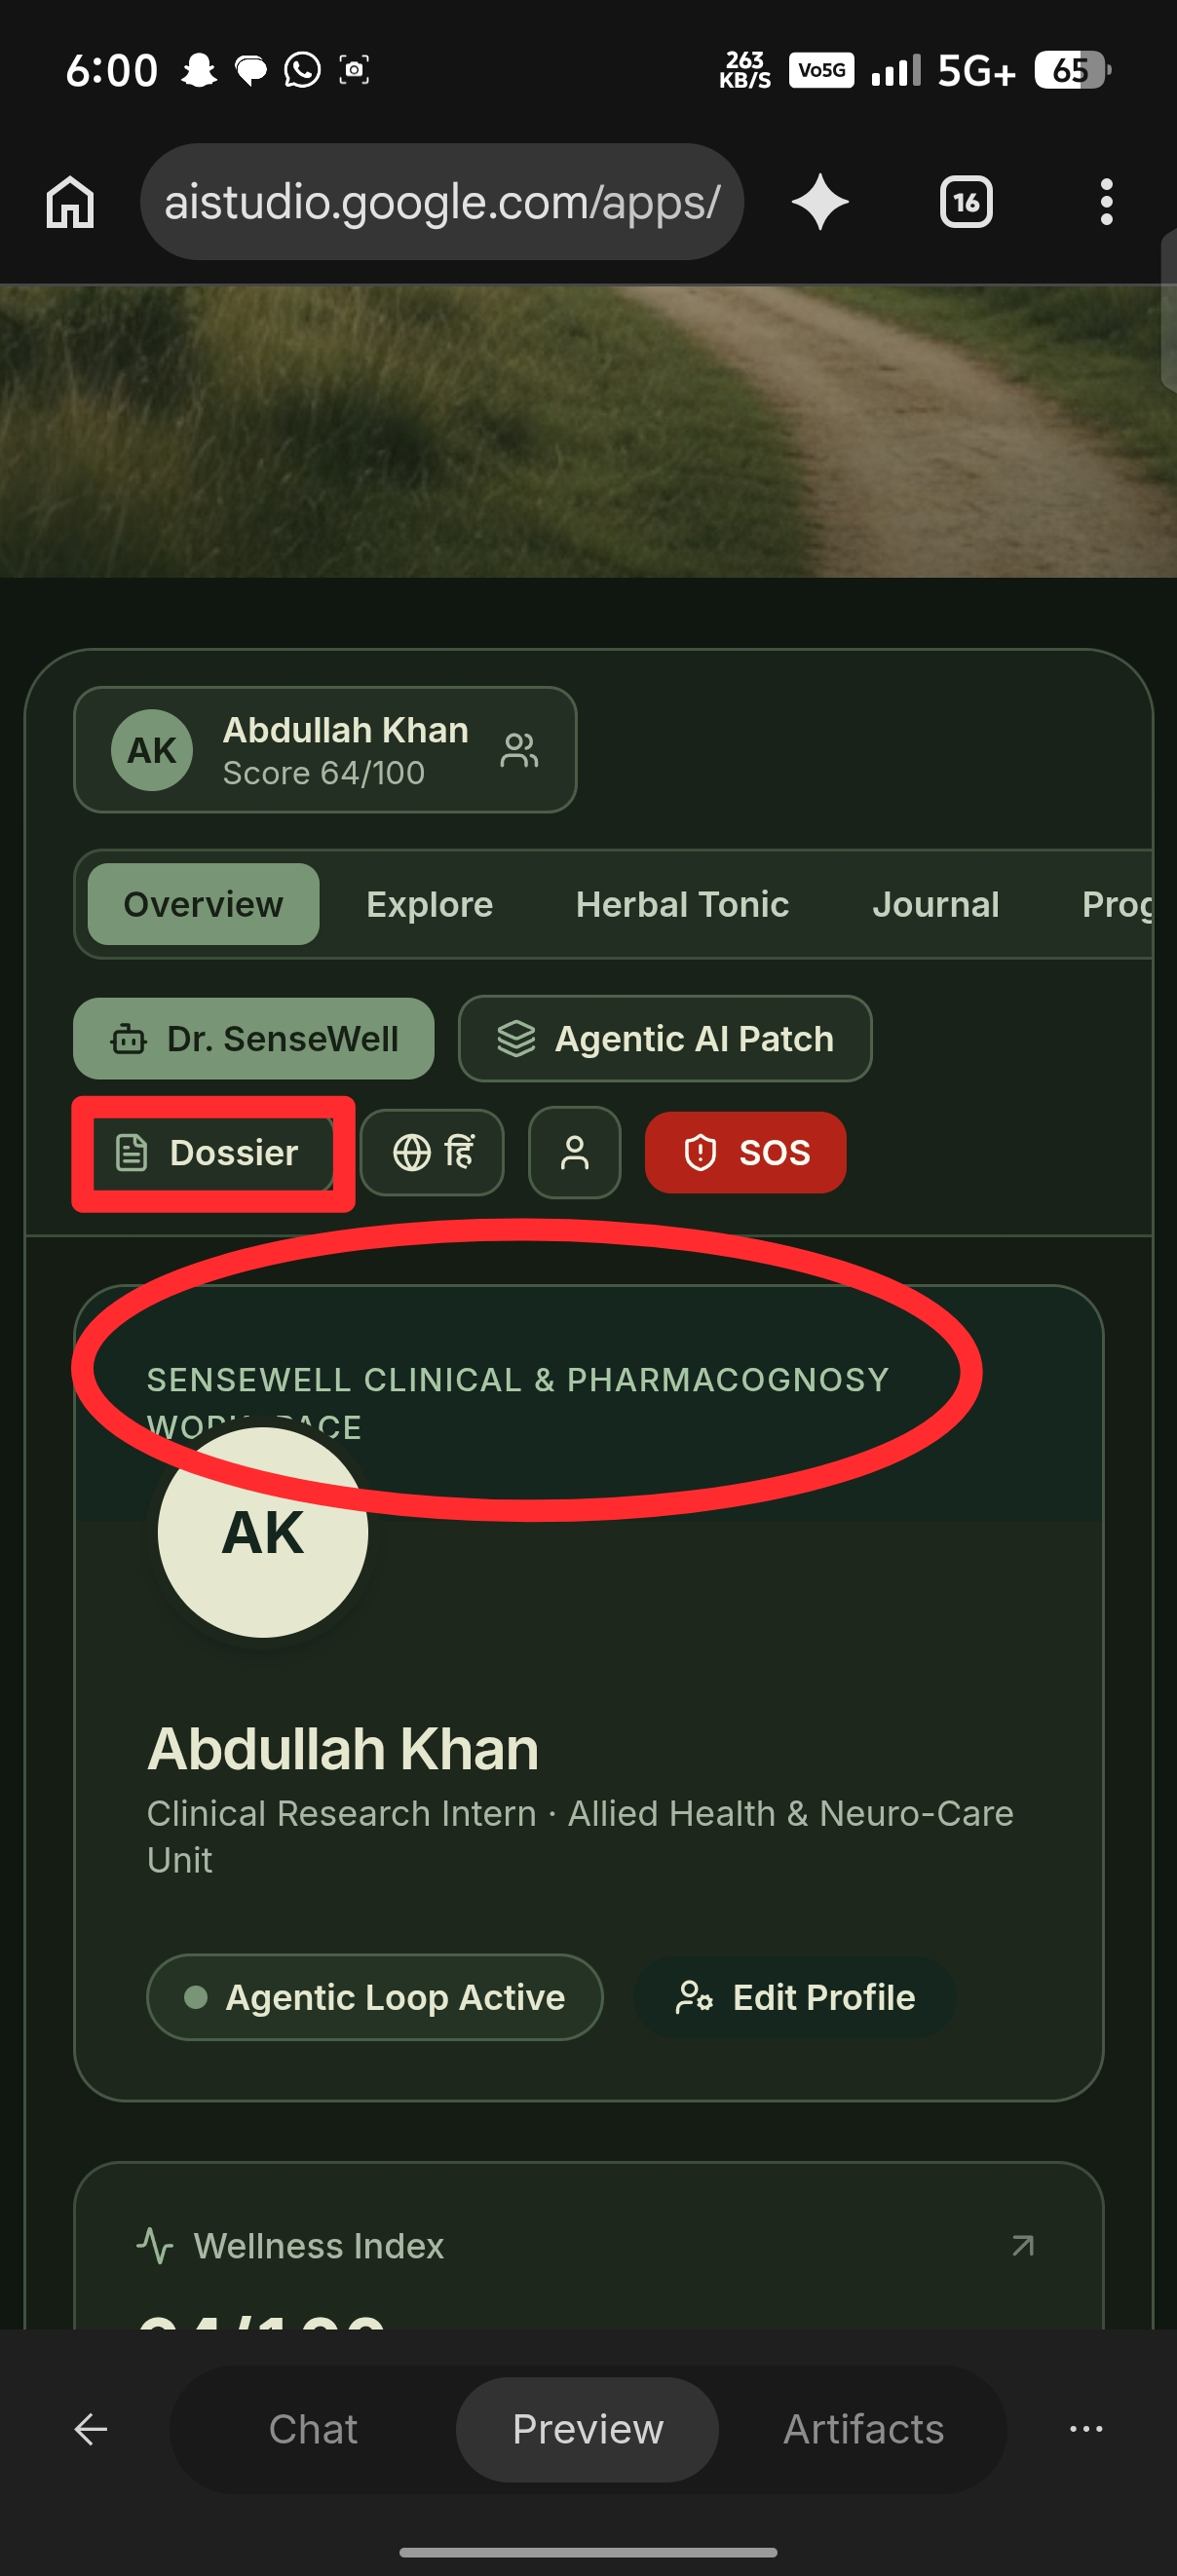 6:00
263
KB/S
Vo5G
5G+
65
aistudio.google.com/apps/
16
AK
Abdullah Khan
Score 64/100
Overview Explore Herbal Tonic Journal
Dr. SenseWell Agentic AI Patch
Dossier हिं SOS
SENSEWELL CLINICAL & PHARMACOGNOSY
AK
Abdullah Khan
Clinical Research Intern · Allied Health & Neuro-Care
Unit
Agentic Loop Active Edit Profile
Wellness Index
Chat Preview Artifacts